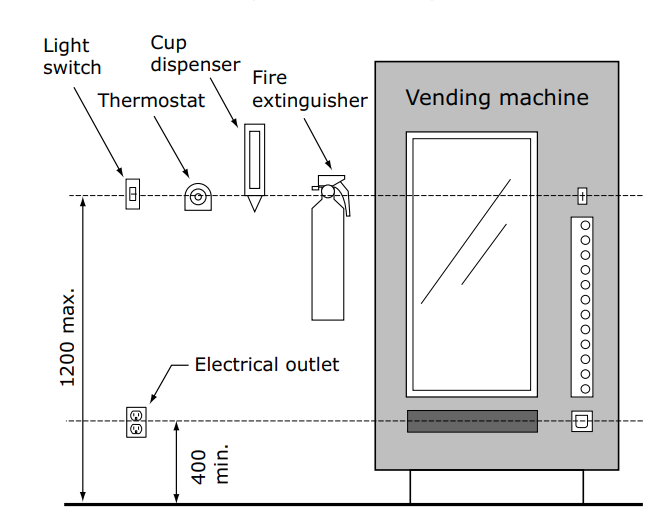 Light
switch
Cup
dispenser
Thermostat
Fire
extinguisher
Vending machine
1200 max.
Electrical outlet
400
min.